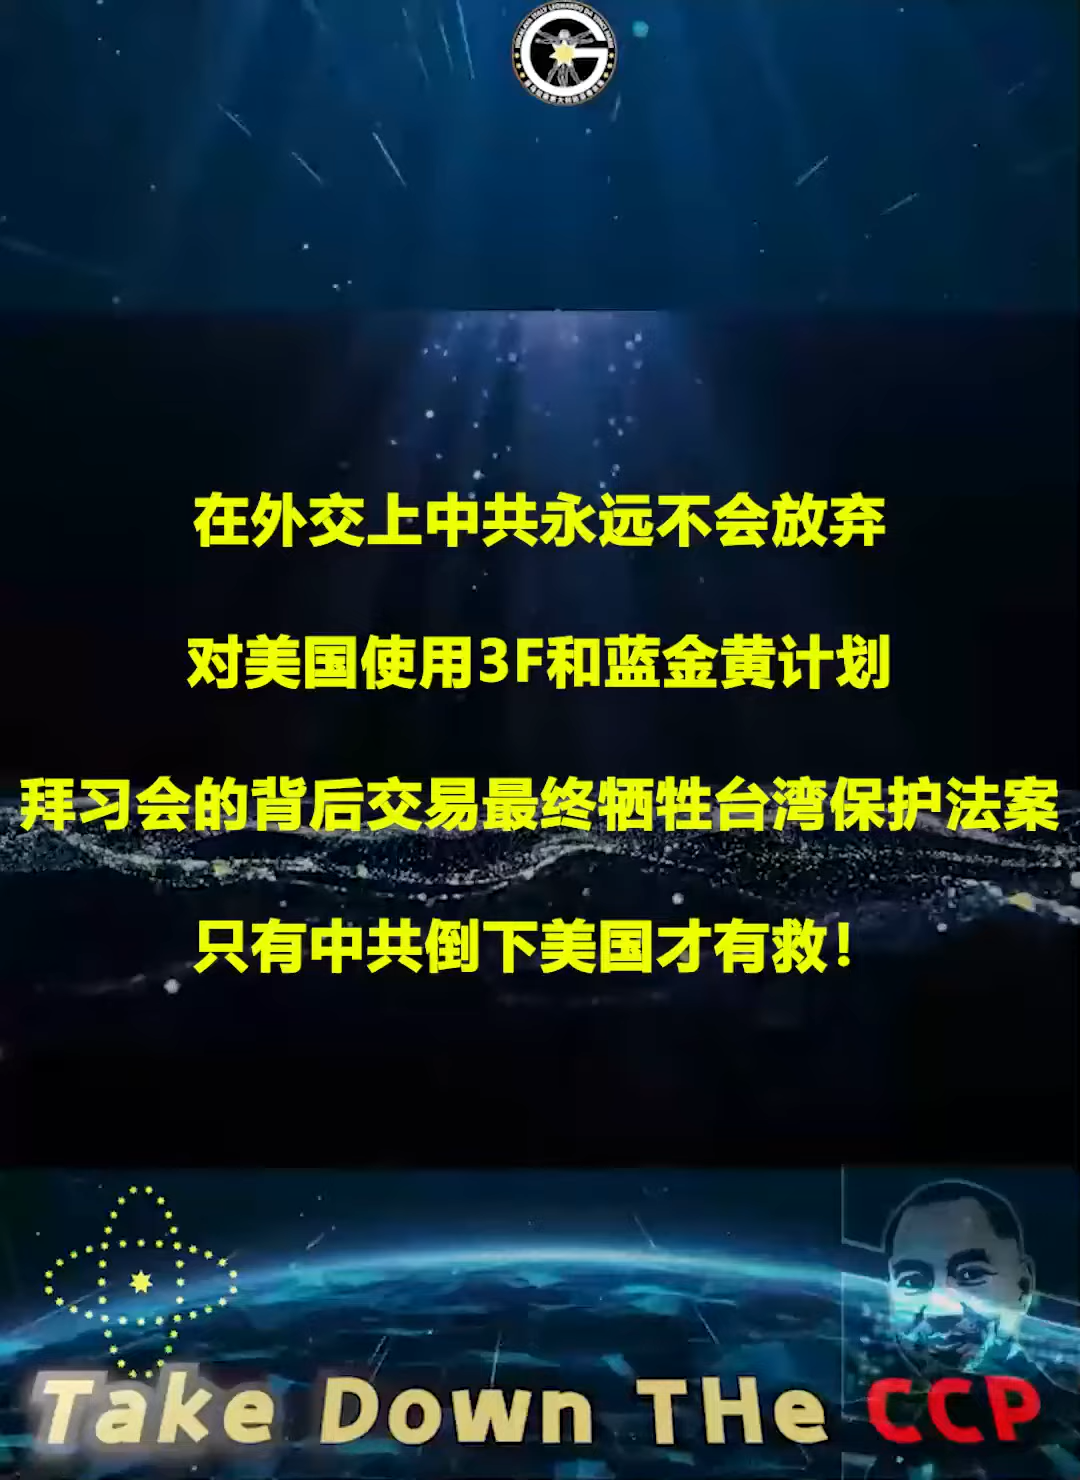 在外交上中共永远不会放弃
对美国使用3F和蓝金黄计划
拜习会的背后交易最终牺牲台湾保护法案
只有中共倒下美国才有救！
Take Down THe CCP